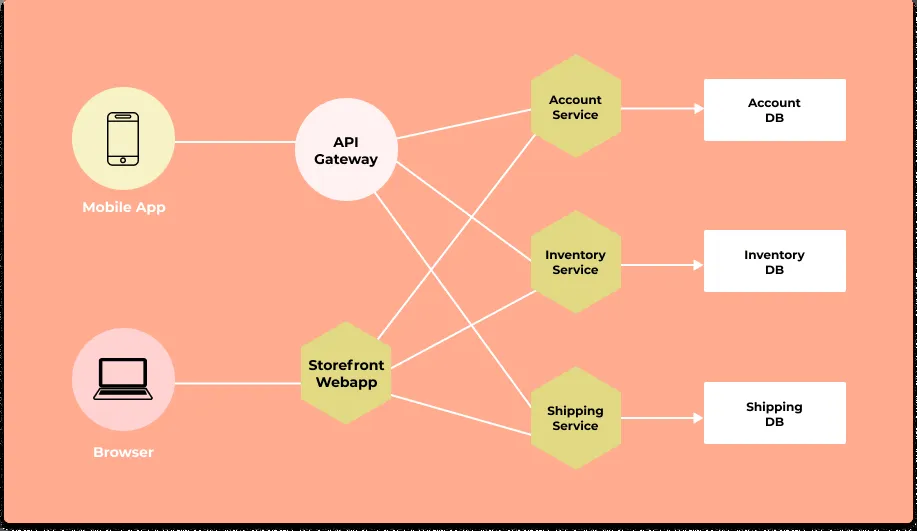 Mobile App
API
Gateway
Account
Service
Account
DB
Inventory
Service
Inventory
DB
Storefront
Webapp
Browser
Shipping
Service
Shipping
DB